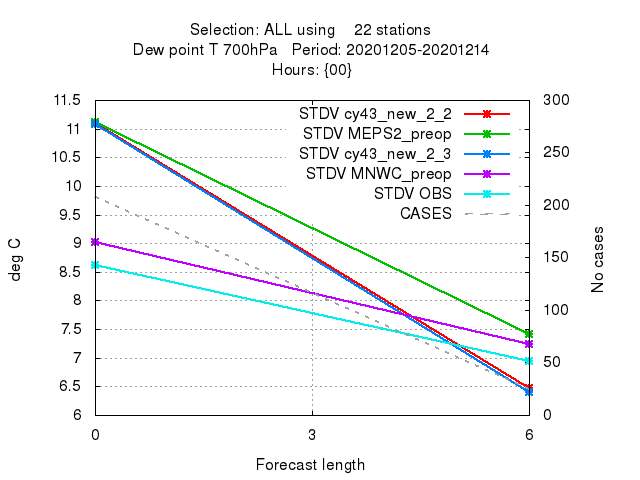 Selection: ALL using    22 stations
Dew point T 700hPa   Period: 20201205-20201214
Hours: {00}
11.5
11
10.5
10
9.5
9
8.5
8
7.5
7
6.5
6
deg C
STDV cy43_new_2_2
STDV MEPS2_preop
STDV cy43_new_2_3
STDV MNWC_preop
STDV OBS
CASES
300
250
200
150
100
50
0
No cases
0 3 6
Forecast length